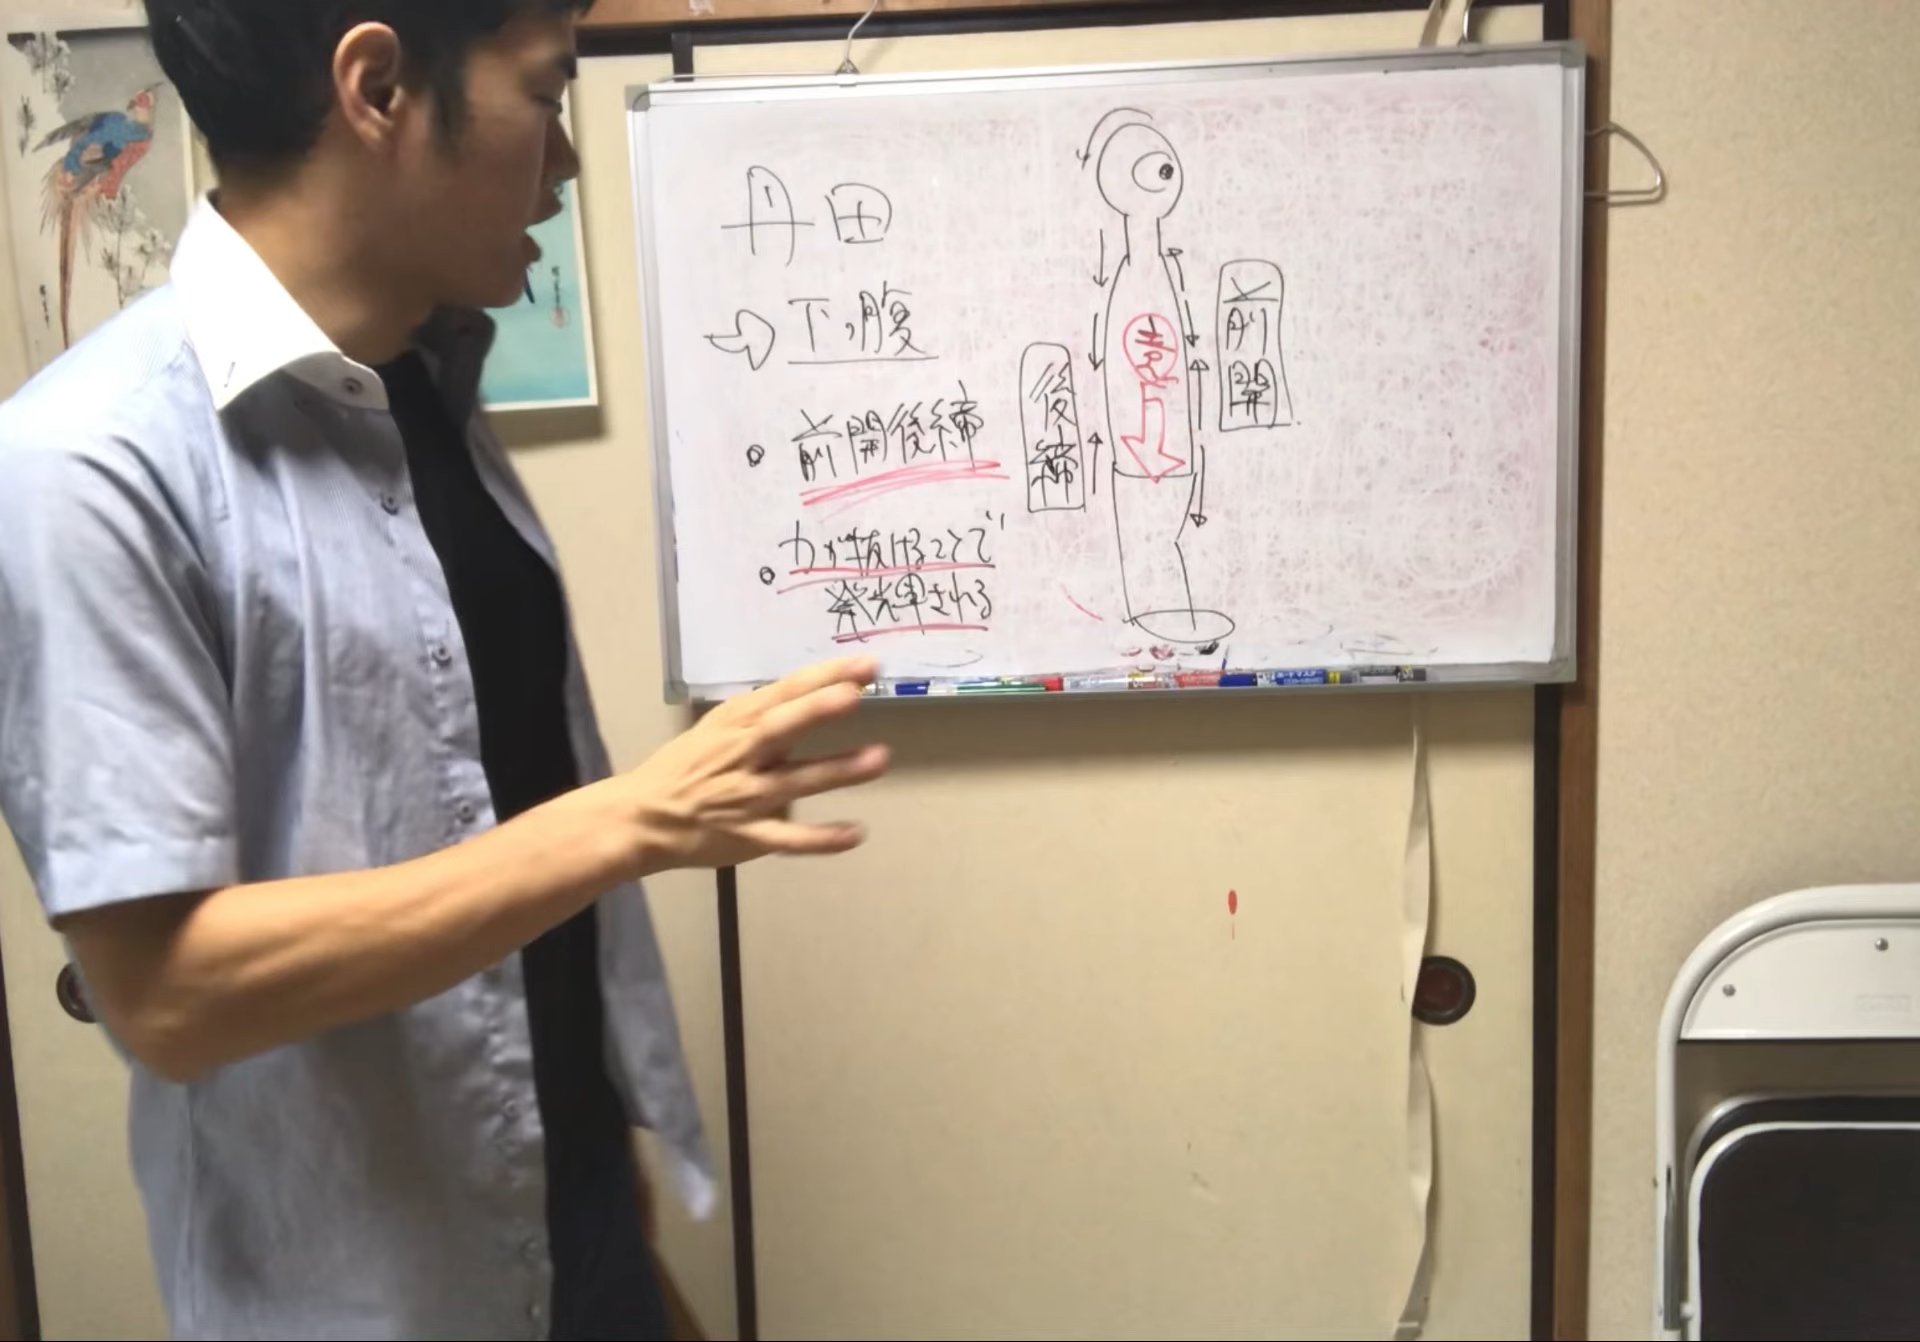 丹田
⇨下っ腹
• 前開後締
• 力が抜けることで
発揮される
後締
前開